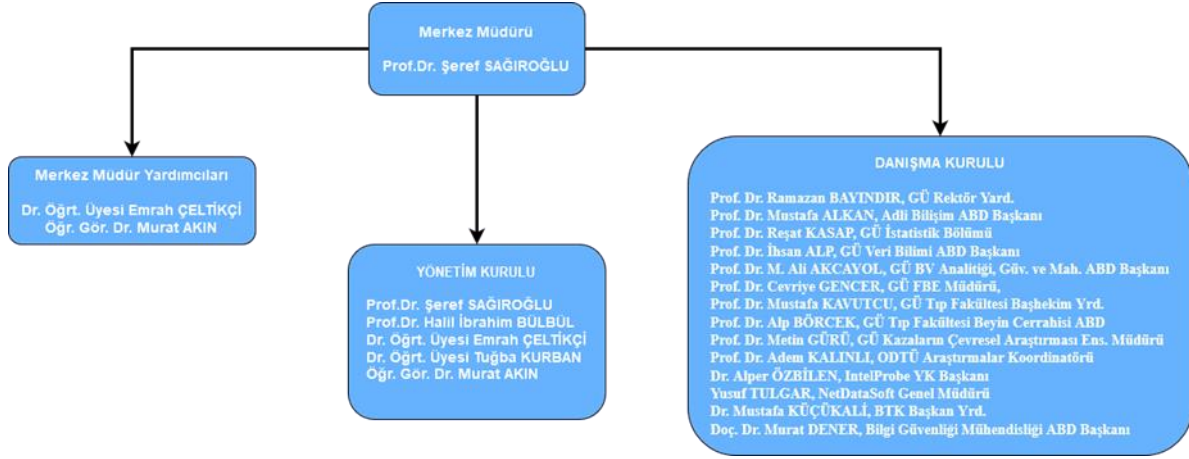 Merkez Müdürü
Prof.Dr. Şeref SAĞIROĞLU
Merkez Müdür Yardımcıları
Dr. Öğrt. Üyesi Emrah ÇELTİKÇİ
Öğr. Gör. Dr. Murat AKIN
YÖNETİM KURULU
Prof.Dr. Şeref SAĞIROĞLU
Prof.Dr. Halil İbrahim BÜLBÜL
Dr. Öğrt. Üyesi Emrah ÇELTİKÇİ
Dr. Öğrt. Üyesi Tuğba KURBAN
Öğr. Gör. Dr. Murat AKIN
DANIŞMA KURULU
Prof. Dr. Ramazan BAYINDIR, GÜ Rektör Yard.
Prof. Dr. Mustafa ALKAN, Adli Bilişim ABD Başkanı
Prof. Dr. Reşat KASAP, GÜ İstatistik Bölümü
Prof. Dr. İhsan ALP, GÜ Veri Bilimi ABD Başkanı
Prof. Dr. M. Ali AKCAYOL, GÜ BV Analitiği, Güv. ve Mah. ABD Başkanı
Prof. Dr. Cevriye GENCER, GÜ FBE Müdürü,
Prof. Dr. Mustafa KAVUTCU, GÜ Tıp Fakültesi Başhekim Yrd.
Prof. Dr. Alp BÖRCEK, GÜ Tıp Fakültesi Beyin Cerrahisi ABD
Prof. Dr. Metin GÜRÜ, GÜ Kazaların Çevresel Araştırması Ens. Müdürü
Prof. Dr. Adem KALINLI, ODTÜ Araştırmalar Koordinatörü
Dr. Alper ÖZBİLEN, IntelProbe YK Başkanı
Yusuf TULGAR, NetDataSoft Genel Müdürü
Dr. Mustafa KÜÇÜKALİ, BTK Başkan Yrd.
Doç. Dr. Murat DENER, Bilgi Güvenliği Mühendisliği ABD Başkanı